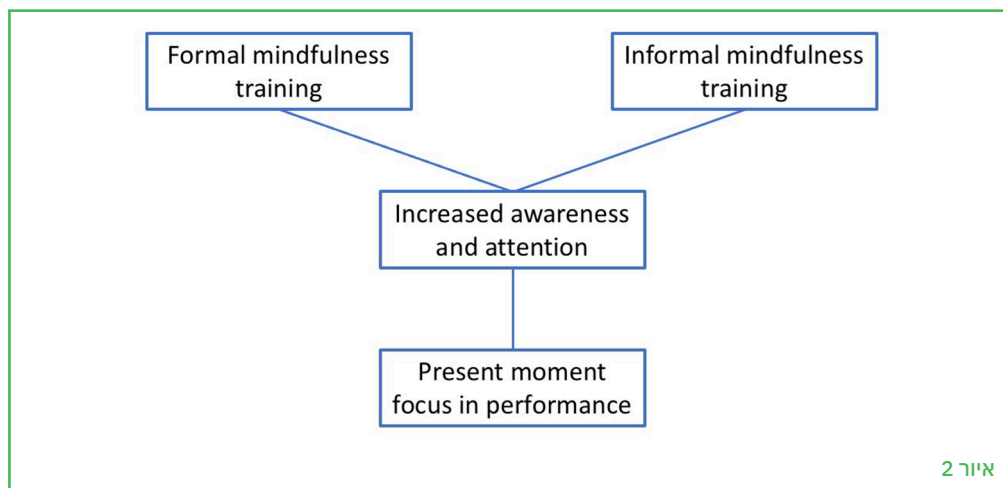 Formal mindfulness
training
Informal mindfulness
training
Increased awareness
and attention
Present moment
focus in performance
איור 2